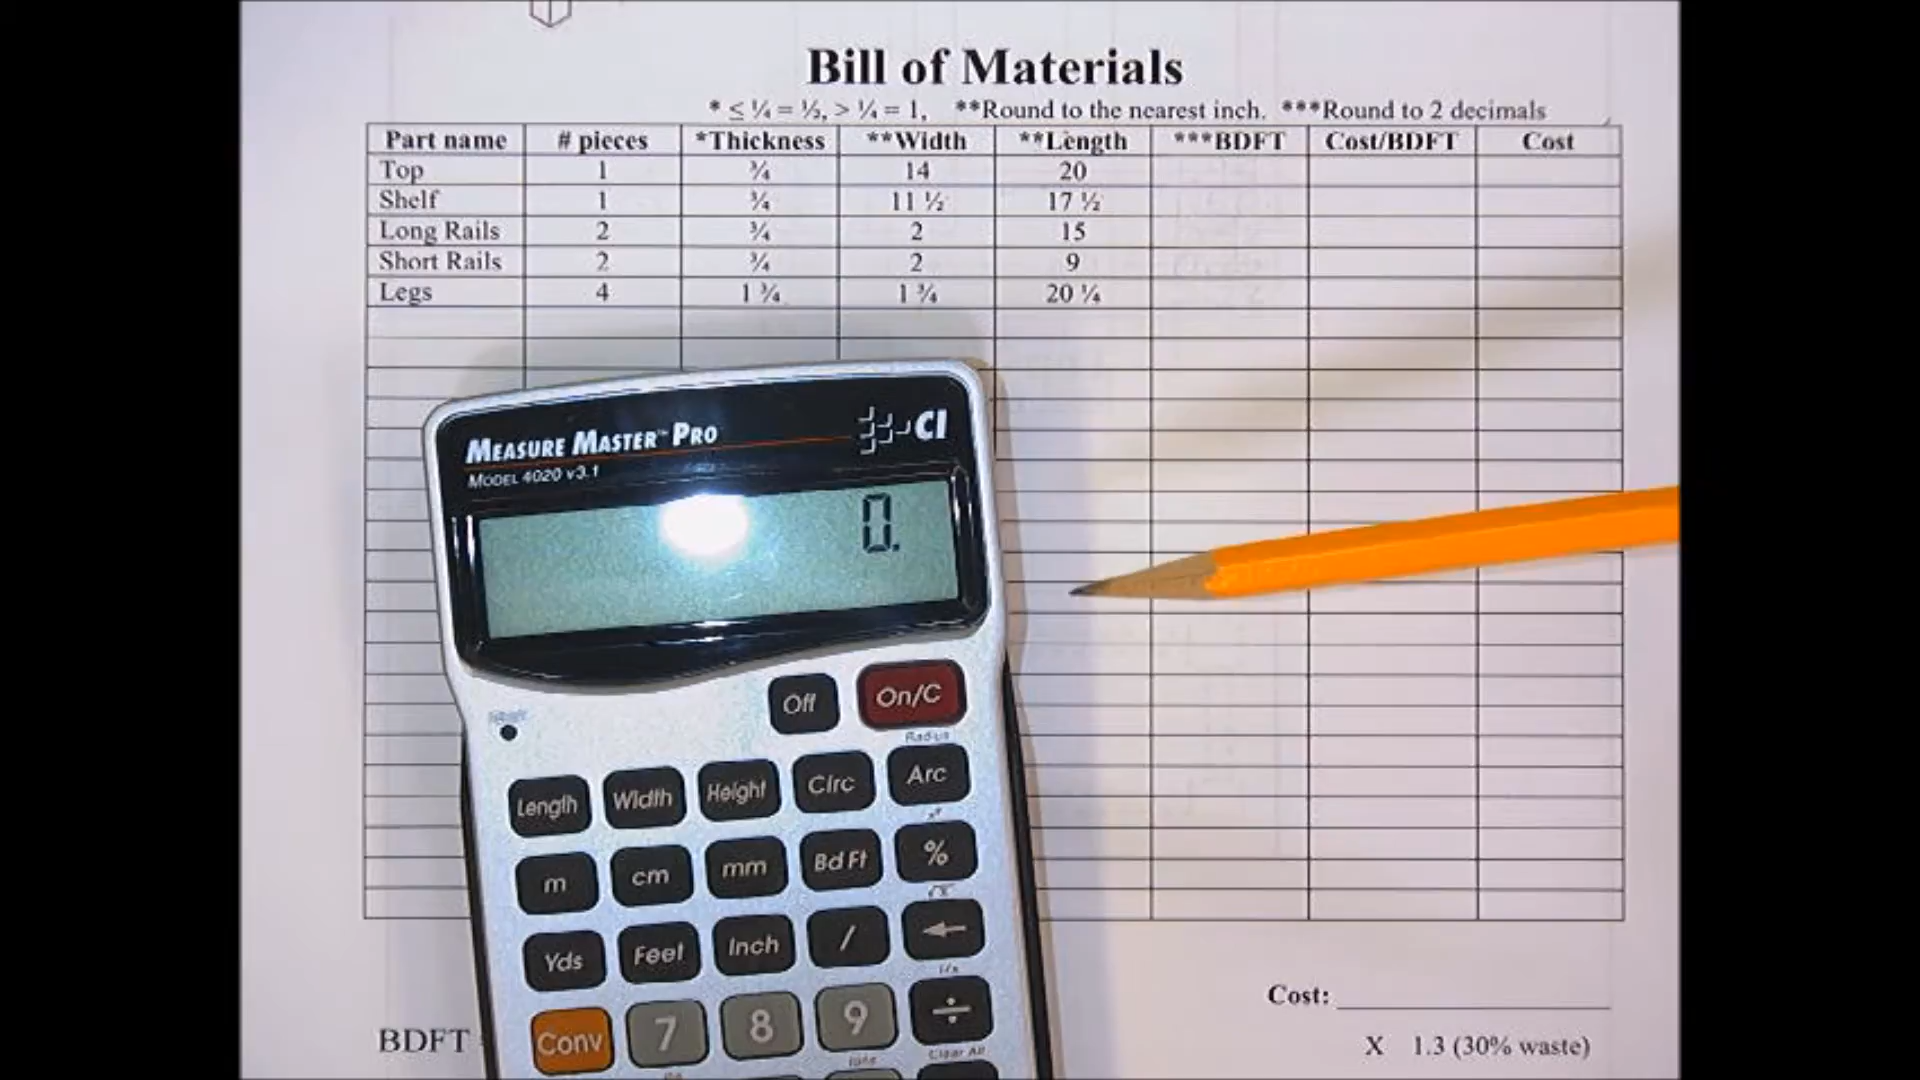 Bill of Materials
* ≤ ¼ = ½, > ¼ = 1, **Round to the nearest inch. ***Round to 2 decimals
Part name # pieces *Thickness **Width **Length ***BDFT Cost/BDFT Cost
Top 1 ¾ 14 20
Shelf 1 ¾ 11 ½ 17 ½
Long Rails 2 ¾ 2 15
Short Rails 2 ¾ 2 9
Legs 4 1 ¾ 1 ¾ 20 ¼
MEASURE MASTER™ PRO CI
MODEL 4020 v3.1
0.
Off On/C
Radius
Length Width Height Circ Arc
m cm mm Bd Ft %
Yds Feet Inch /
1/x
Conv 7 8 9 ÷
Clear All
Cost:
BDFT
X 1.3 (30% waste)